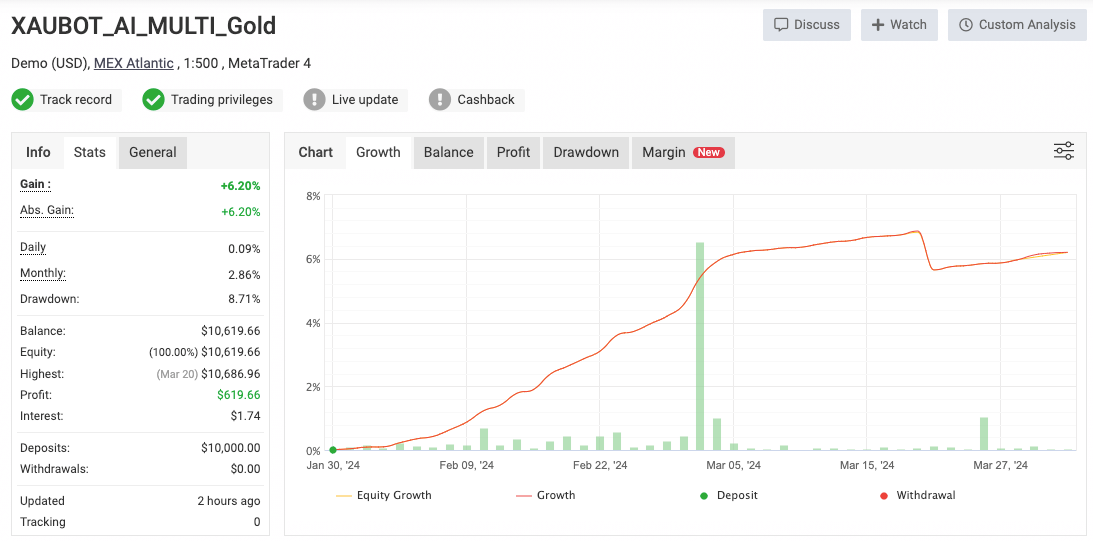 XAUBOT_AI_MULTI_Gold
Discuss
Watch
Custom Analysis
Demo (USD), MEX Atlantic , 1:500 , MetaTrader 4
Track record
Trading privileges
Live update
Cashback
Info Stats General
Gain : +6.20%
Abs. Gain: +6.20%
Daily 0.09%
Monthly: 2.86%
Drawdown: 8.71%
Balance: $10,619.66
Equity: (100.00%) $10,619.66
Highest: (Mar 20) $10,686.96
Profit: $619.66
Interest: $1.74
Deposits: $10,000.00
Withdrawals: $0.00
Updated 2 hours ago
Tracking 0
Chart Growth Balance Profit Drawdown Margin New
8%
6%
4%
2%
0%
Jan 30, '24 Feb 09, '24 Feb 22, '24 Mar 05, '24 Mar 15, '24 Mar 27, '24
Equity Growth Growth Deposit Withdrawal